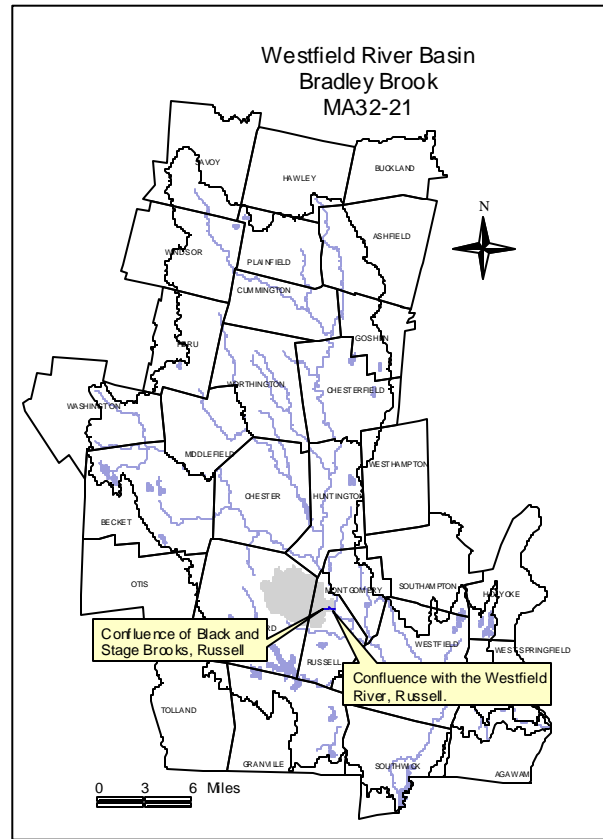 Westfield River Basin
Bradley Brook
MA32-21
SAVOY
HAWLEY
BUCKLAND
N
ASHFIELD
WINDSOR
PLAINFIELD
CUMMINGTON
GOSHEN
PERU
WORTHINGTON
CHESTERFIELD
WASHINGTON
MIDDLEFIELD
WESTHAMPTON
CHESTER
HUNTINGTON
BECKET
OTIS
MONTGOMERY
SOUTHAMPTON
HOLYOKE
RD
Confluence of Black and
Stage Brooks, Russell
WESTFIELD
WEST SPRINGFIELD
RUSSELL
Confluence with the Westfield
River, Russell.
TOLLAND
GRANVILLE
SOUTHWICK
AGAWAM
0 3 6 Miles